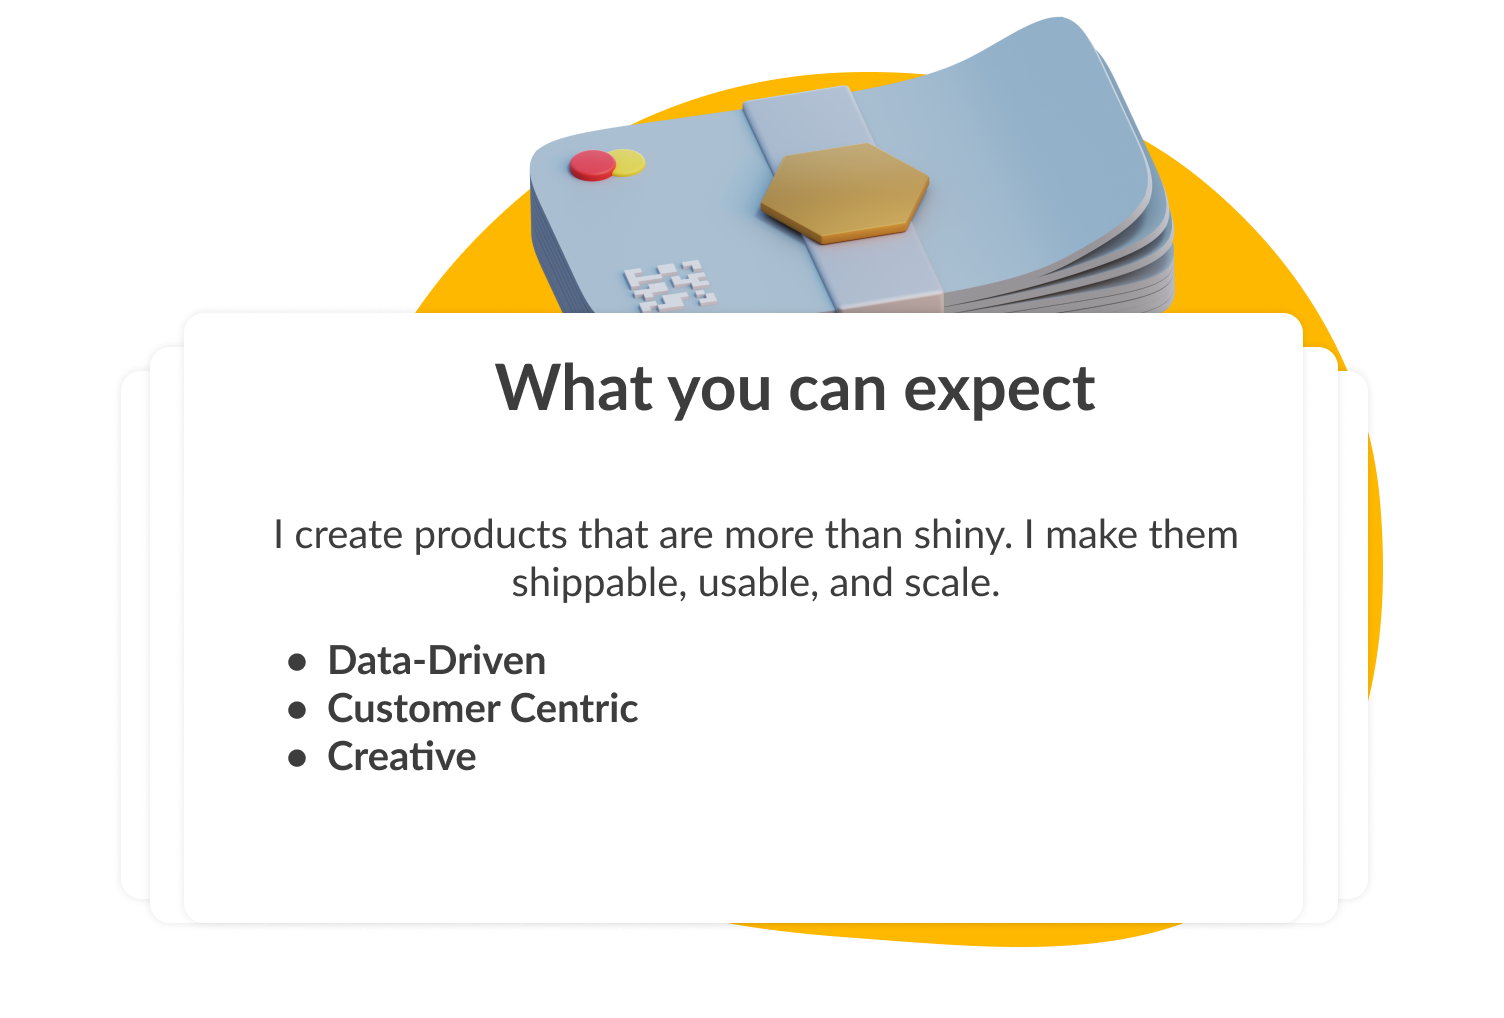 What you can expect
I create products that are more than shiny. I make them
shippable, usable, and scale.
● Data-Driven
● Customer Centric
● Creative